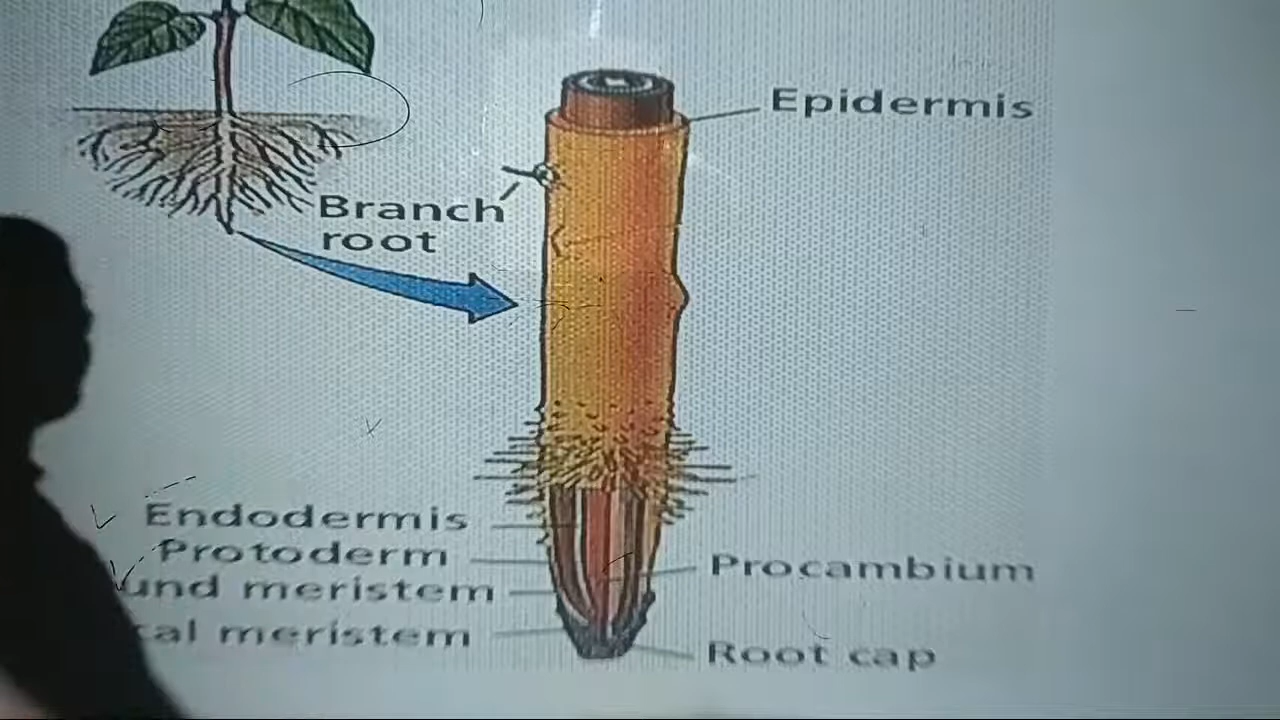 Epidermis
Branch
root
Endodermis
Protoderm
und meristem
cal meristem
Procambium
Root cap